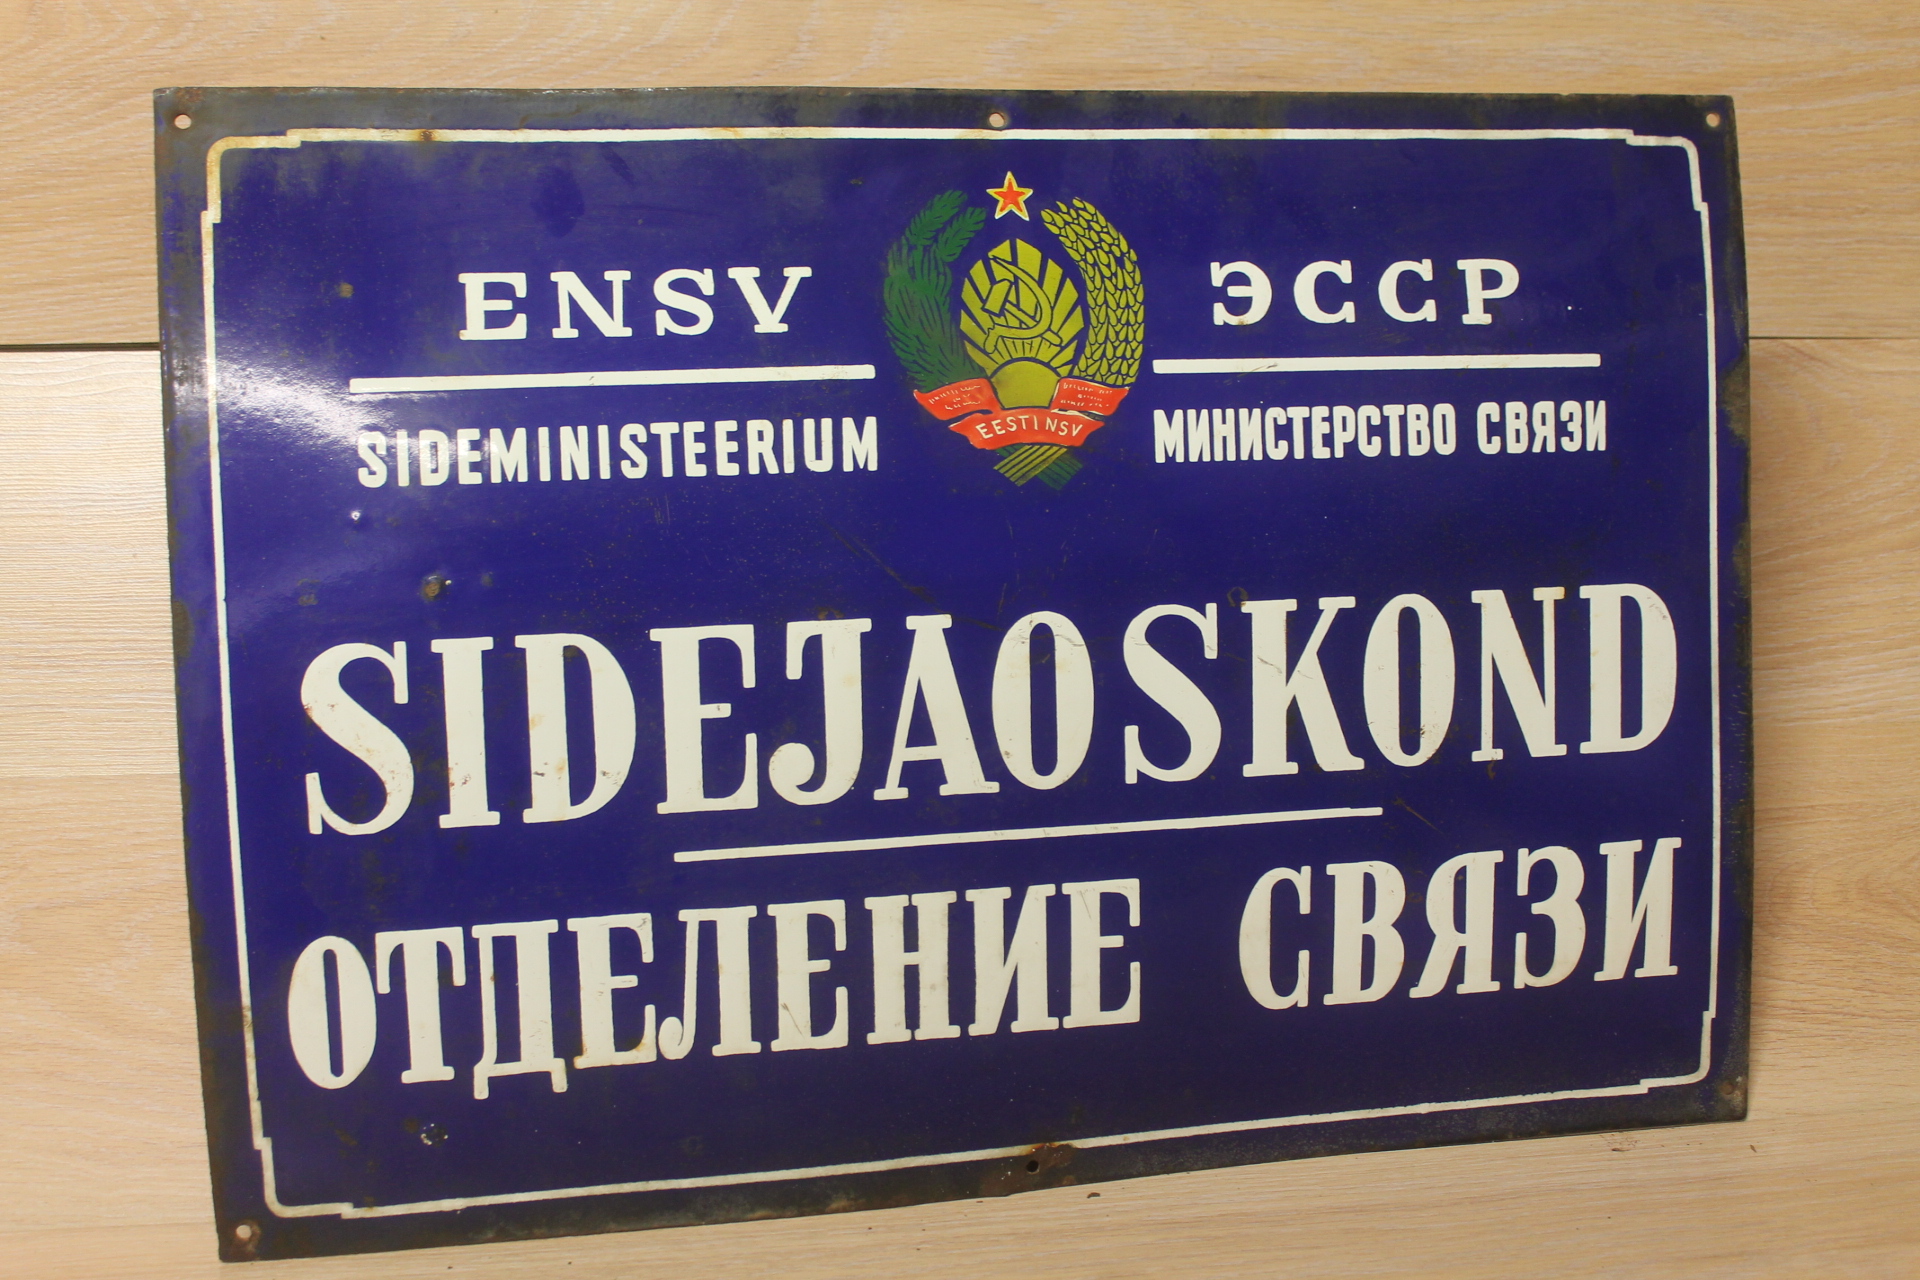 ENSV
SIDEMINISTEERIUM
ЭССР
МИНИСТЕРСТВО СВЯЗИ
EESTI NSV
SIDEJAOSKOND
ОТДЕЛЕНИЕ СВЯЗИ